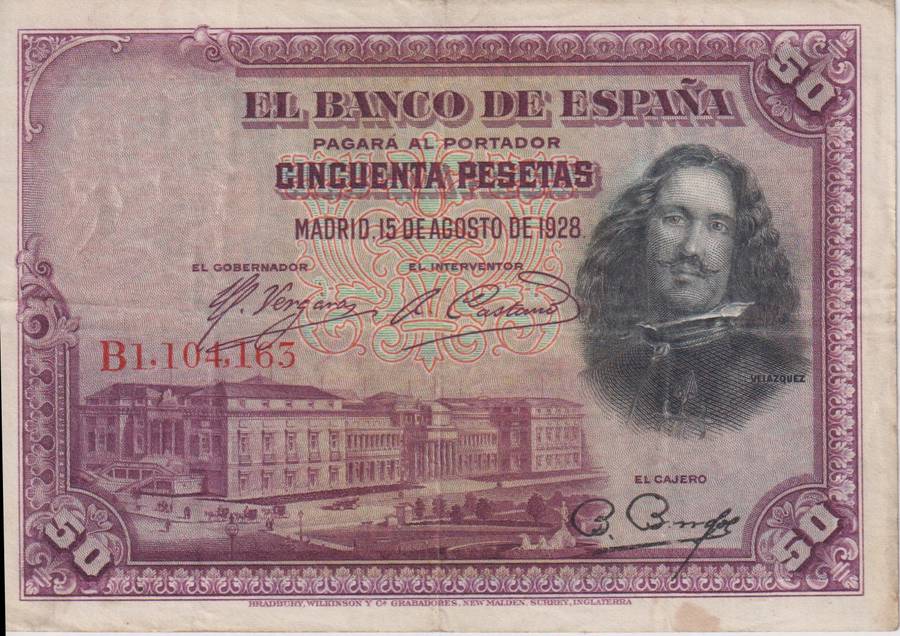 50
EL BANCO DE ESPAÑA
PAGARÁ AL PORTADOR
CINCUENTA PESETAS
MADRID, 15 DE AGOSTO DE 1928.
EL GOBERNADOR EL INTERVENTOR
B1,104,163
VELAZQUEZ
EL CAJERO
50 50
BRADBURY, WILKINSON Y Cª GRABADORES, NEW MALDEN, SURREY, INGLATERRA